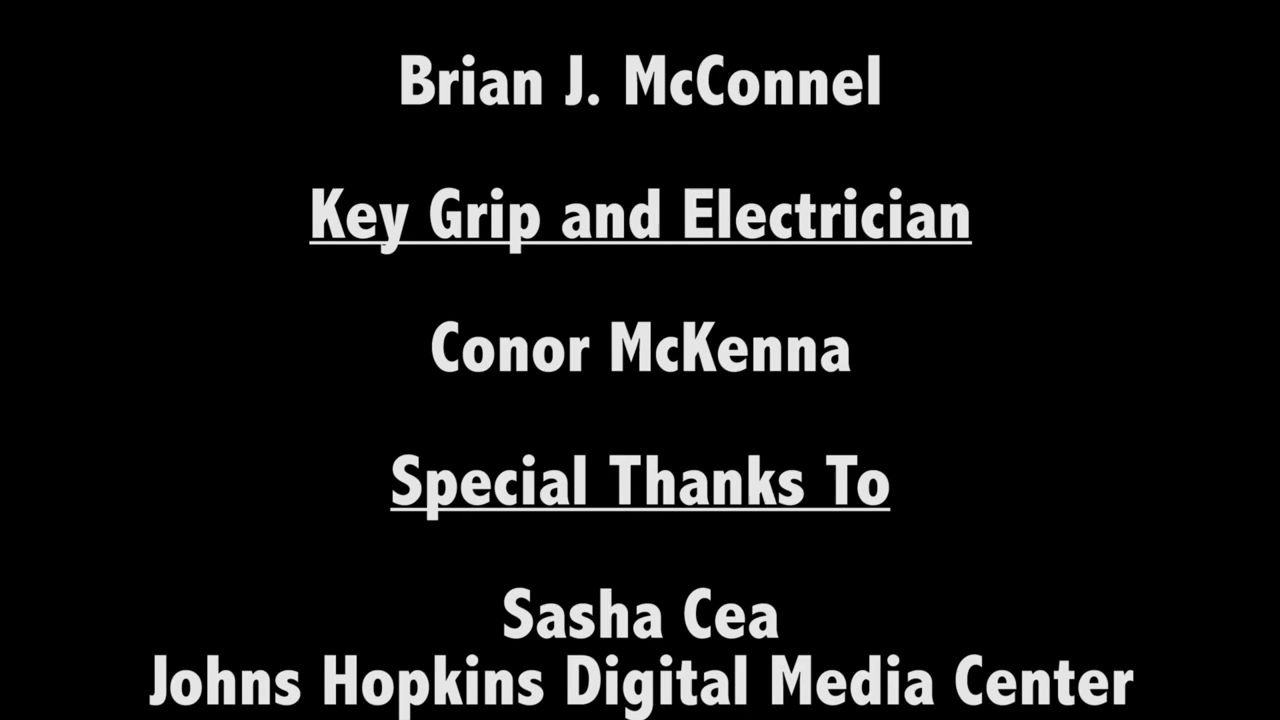 Brian J. McConnel
Key Grip and Electrician
Conor McKenna
Special Thanks To
Sasha Cea
Johns Hopkins Digital Media Center